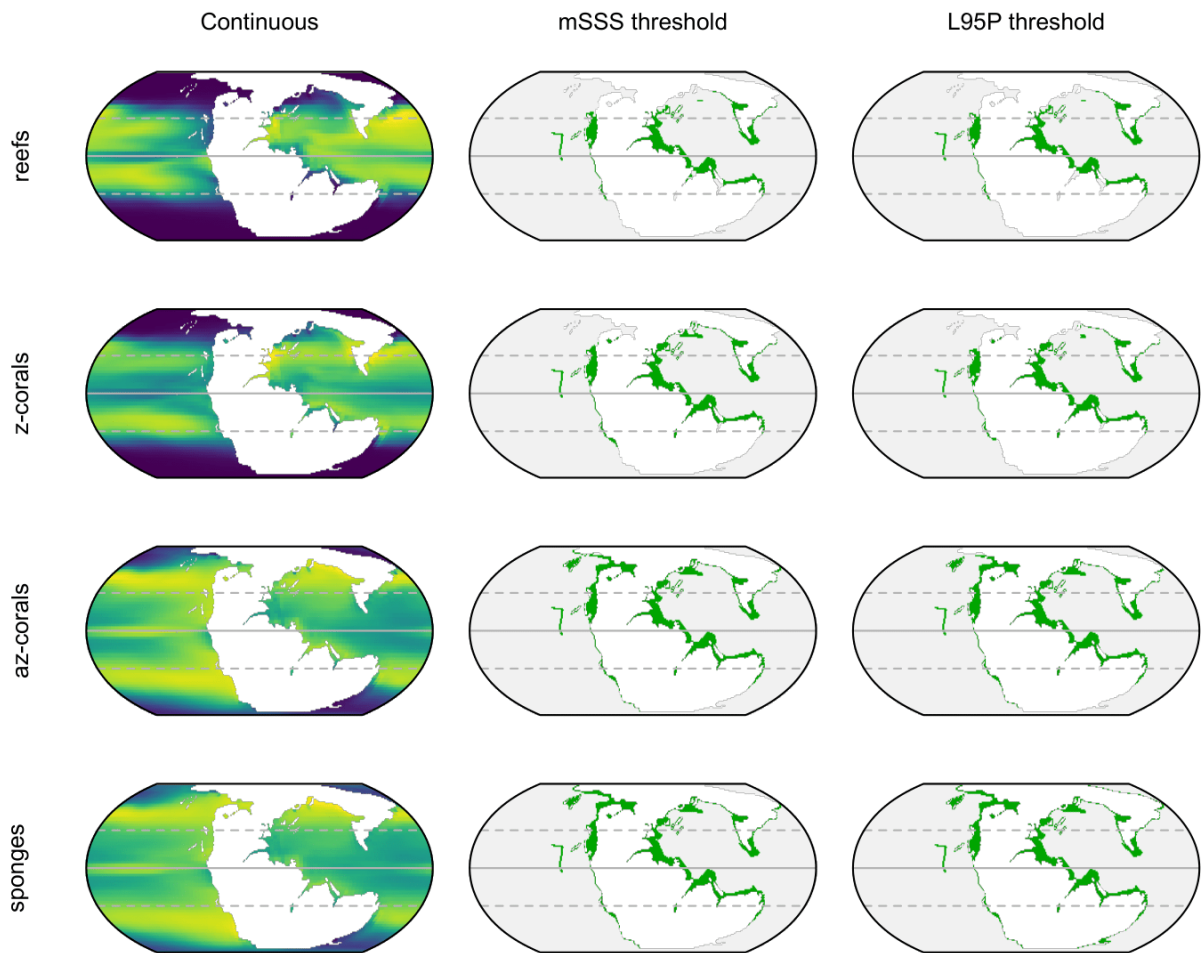 Continuous
mSSS threshold
L95P threshold
reefs
z-corals
az-corals
sponges